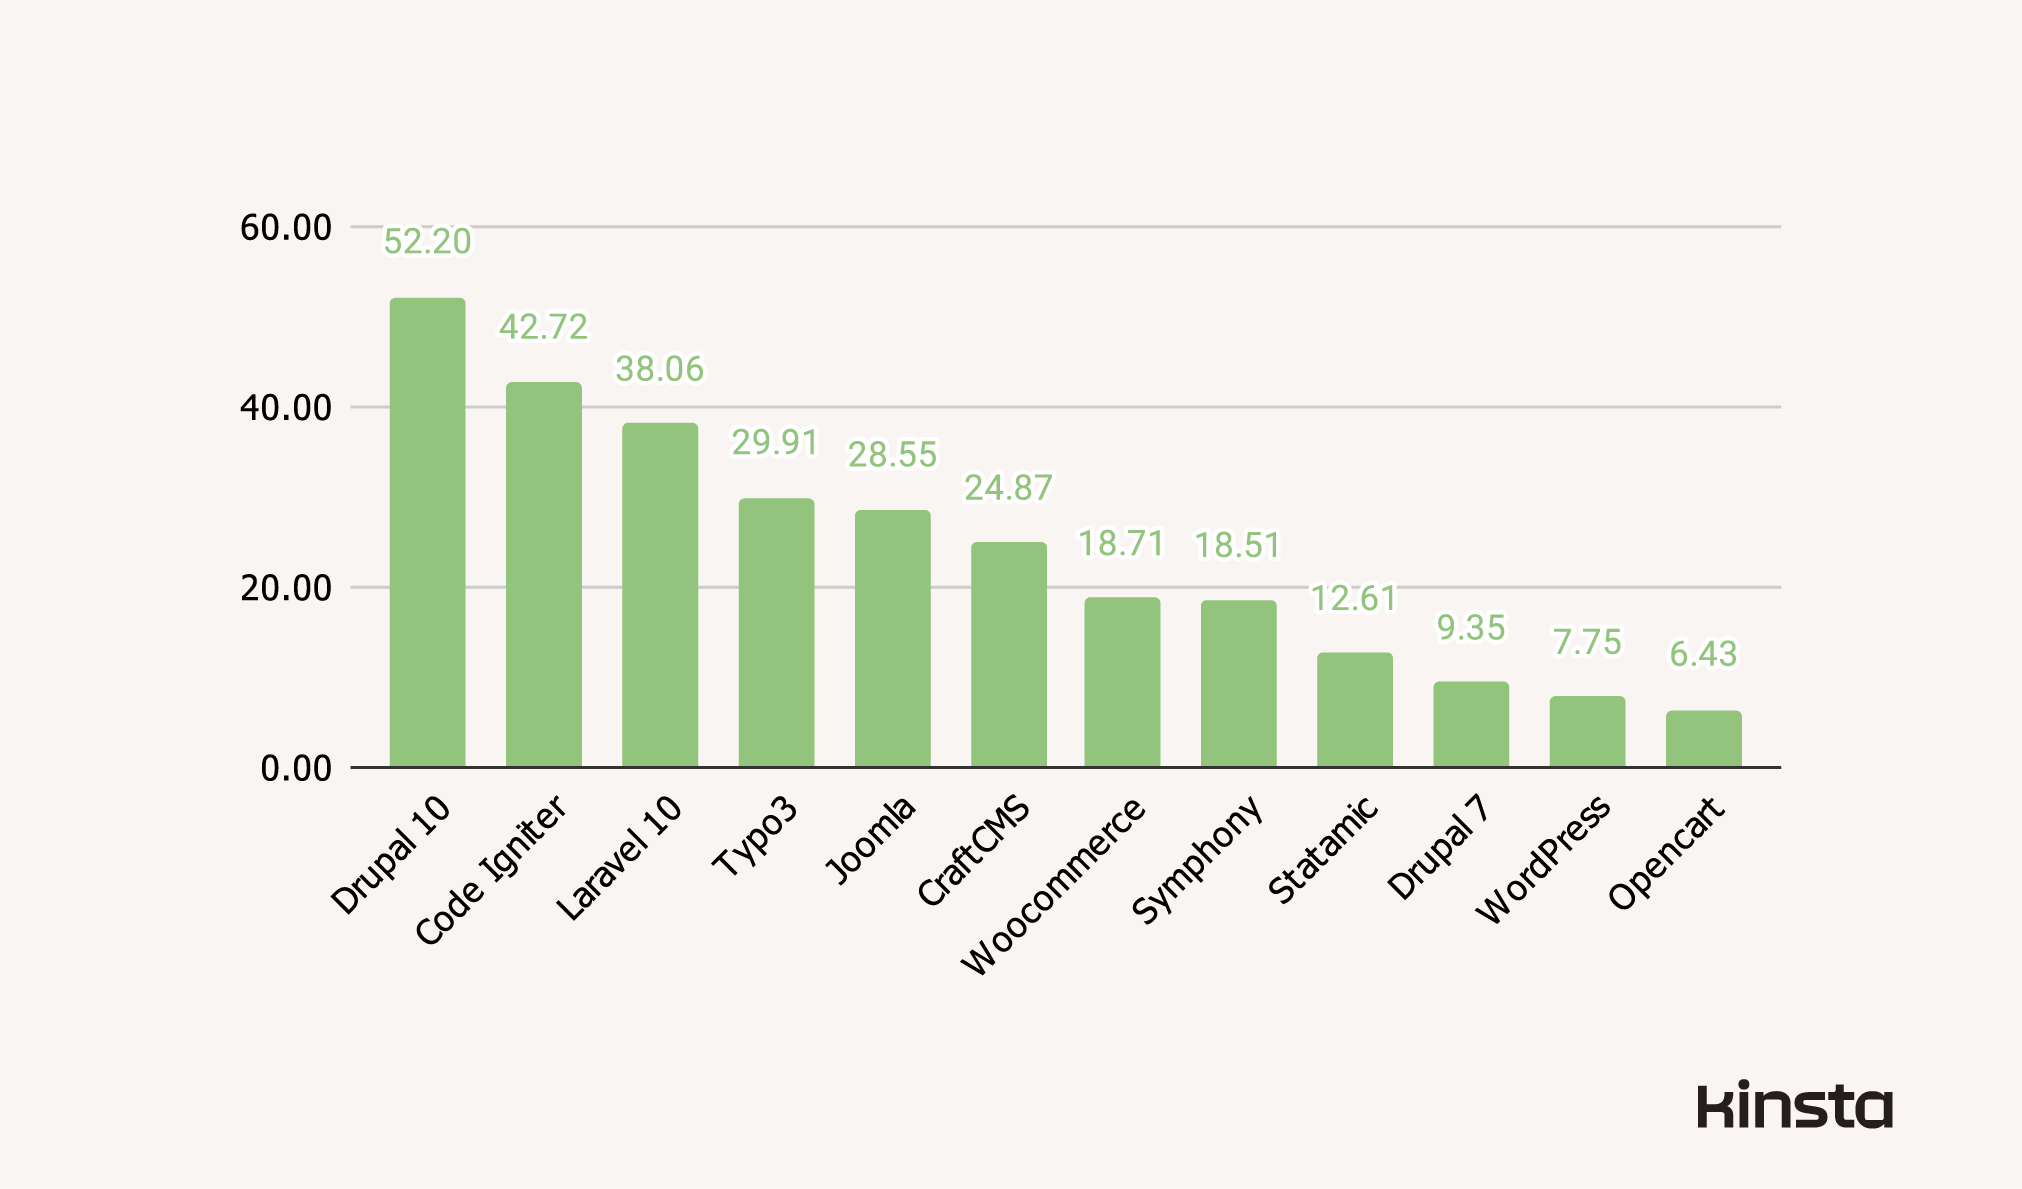 60.00
52.20
42.72
38.06
40.00
29.91
28.55
24.87
18.71
18.51
20.00
12.61
9.35
7.75
6.43
0.00
Drupal 10
Code Igniter
Laravel 10
Typo3
Joomla
CraftCMS
Woocommerce
Symphony
Statamic
Drupal 7
WordPress
Opencart
kinsta